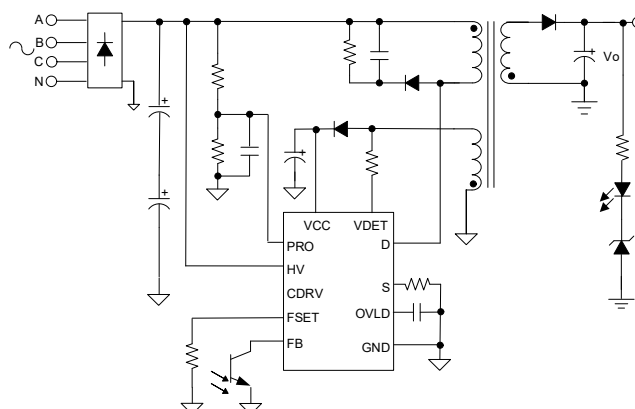 A
B
C
N
+
+
+
+
Vo
VCC
VDET
PRO
D
HV
CDRV
S
FSET
OVLD
FB
GND